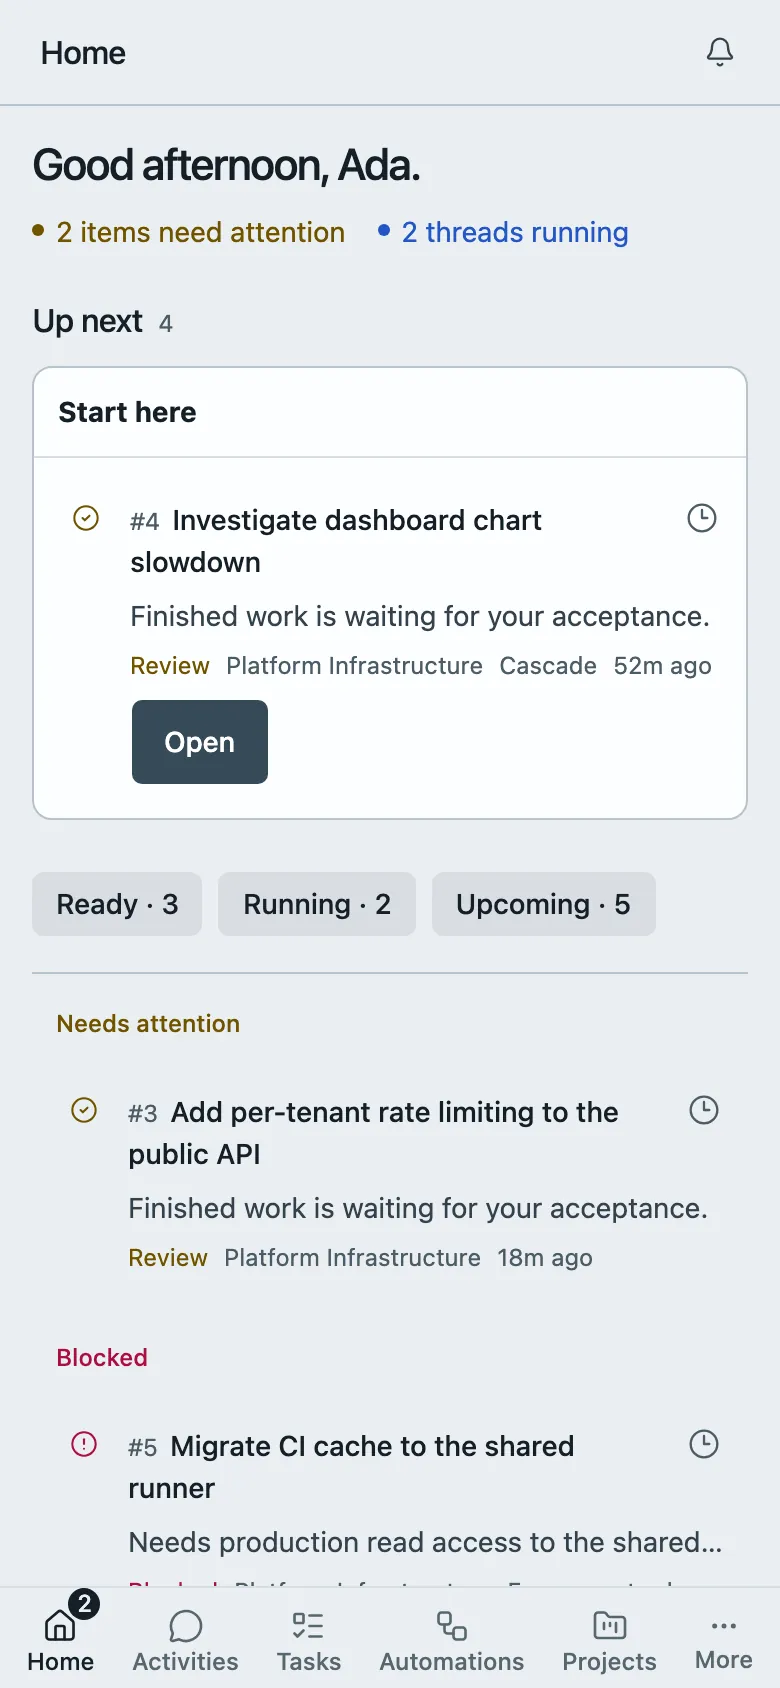 Home
Good afternoon, Ada.
2 items need attention
2 threads running
Up next 4
Start here
#4 Investigate dashboard chart
slowdown
Finished work is waiting for your acceptance.
Review Platform Infrastructure Cascade 52m ago
Open
Ready · 3
Running · 2
Upcoming · 5
Needs attention
#3 Add per-tenant rate limiting to the
public API
Finished work is waiting for your acceptance.
Review Platform Infrastructure 18m ago
Blocked
#5 Migrate CI cache to the shared
runner
Needs production read access to the shared...
2
Home
Activities
Tasks
Automations
Projects
More